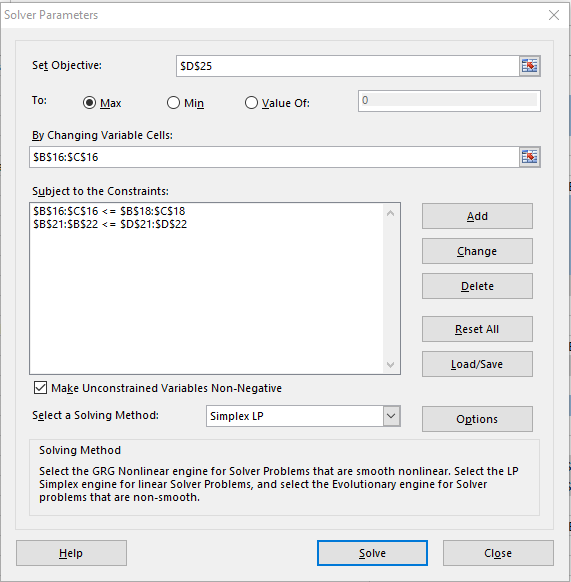 Solver Parameters
Set Objective:
$D$25
To:
Max
Min
Value Of:
0
By Changing Variable Cells:
$B$16:$C$16
Subject to the Constraints:
$B$16:$C$16 <= $B$18:$C$18
$B$21:$B$22 <= $D$21:$D$22
Add
Change
Delete
Reset All
Load/Save
Make Unconstrained Variables Non-Negative
Select a Solving Method:
Simplex LP
Options
Solving Method
Select the GRG Nonlinear engine for Solver Problems that are smooth nonlinear. Select the LP
Simplex engine for linear Solver Problems, and select the Evolutionary engine for Solver
problems that are non-smooth.
Help
Solve
Close